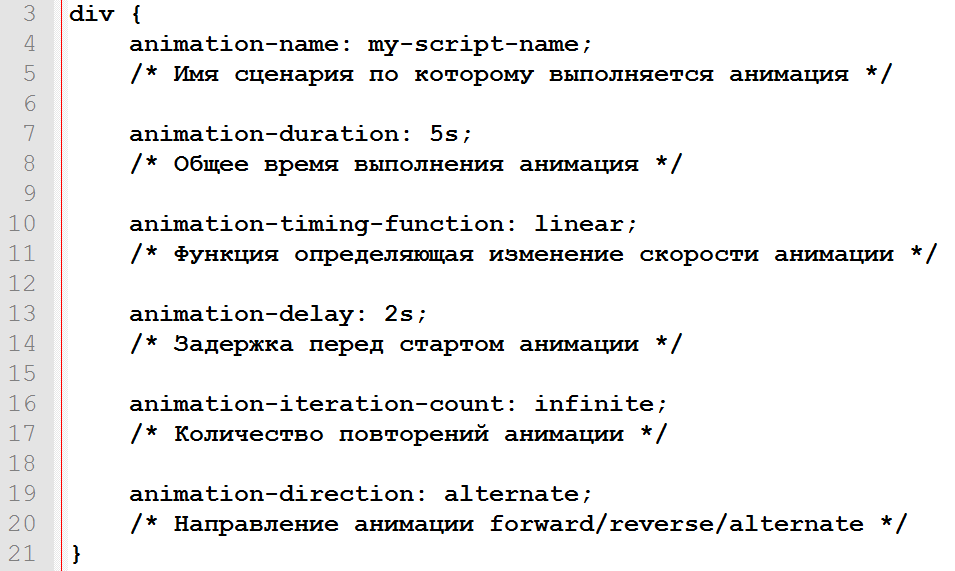 3 div {
4 animation-name: my-script-name;
5 /* Имя сценария по которому выполняется анимация */
6
7 animation-duration: 5s;
8 /* Общее время выполнения анимация */
9
10 animation-timing-function: linear;
11 /* Функция определяющая изменение скорости анимации */
12
13 animation-delay: 2s;
14 /* Задержка перед стартом анимации */
15
16 animation-iteration-count: infinite;
17 /* Количество повторений анимации */
18
19 animation-direction: alternate;
20 /* Направление анимации forward/reverse/alternate */
21 }